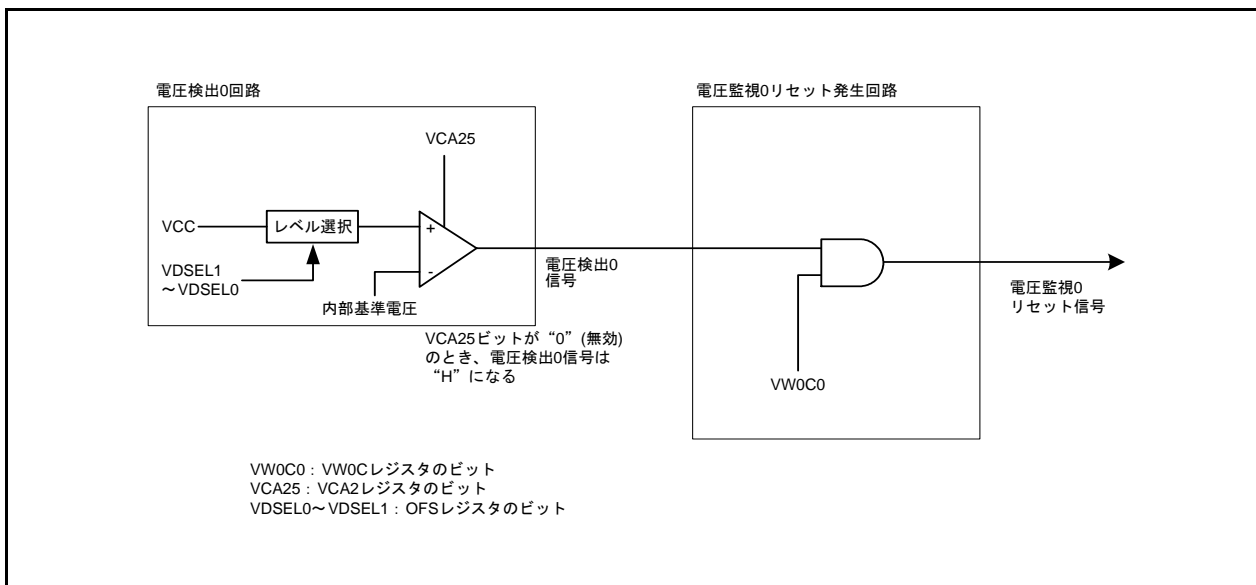 電圧検出0回路
電圧監視0リセット発生回路
VCA25
VCC
レベル選択
+
-
VDSEL1
～VDSEL0
内部基準電圧
電圧検出0
信号
電圧監視0
リセット信号
VCA25ビットが“0”(無効)
のとき、電圧検出0信号は
“H”になる
VW0C0
VW0C0：VW0Cレジスタのビット
VCA25：VCA2レジスタのビット
VDSEL0～VDSEL1：OFSレジスタのビット